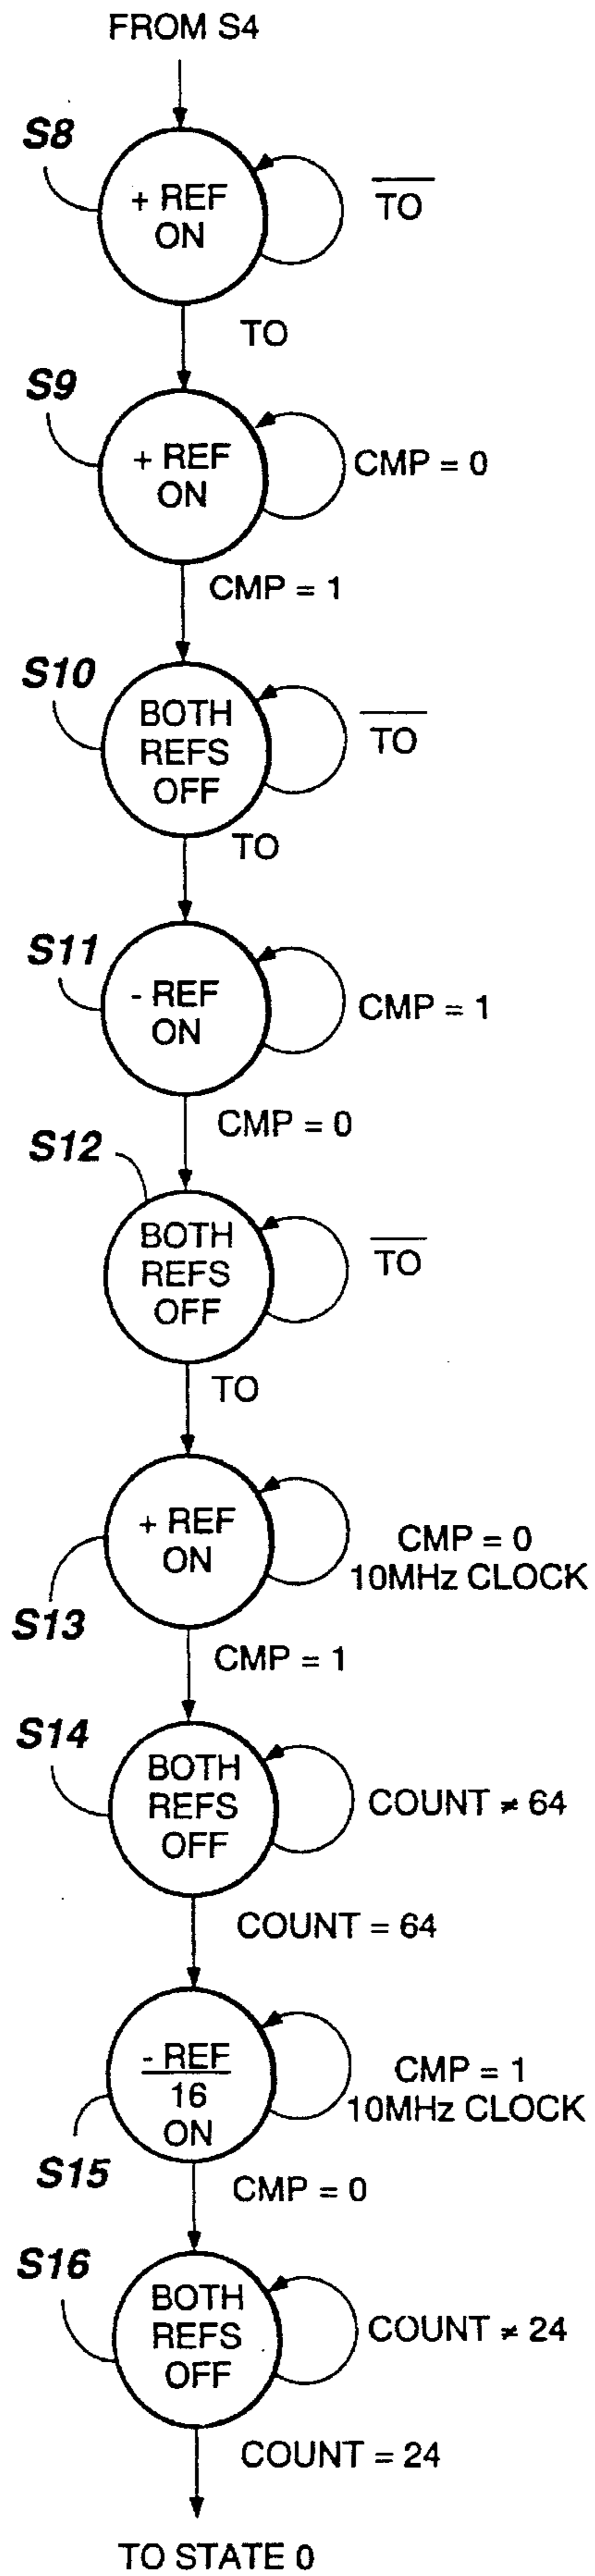 FROM S4
S8
+ REF
ON
TO
TO
S9
+ REF
ON
CMP = 0
CMP = 1
S10
BOTH
REFS
OFF
TO
TO
S11
- REF
ON
CMP = 1
CMP = 0
S12
BOTH
REFS
OFF
TO
TO
+ REF
ON
CMP = 0
10MHz CLOCK
S13
CMP = 1
S14
BOTH
REFS
OFF
COUNT ≠ 64
COUNT = 64
- REF
16
ON
CMP = 1
10MHz CLOCK
S15
CMP = 0
S16
BOTH
REFS
OFF
COUNT ≠ 24
COUNT = 24
TO STATE 0